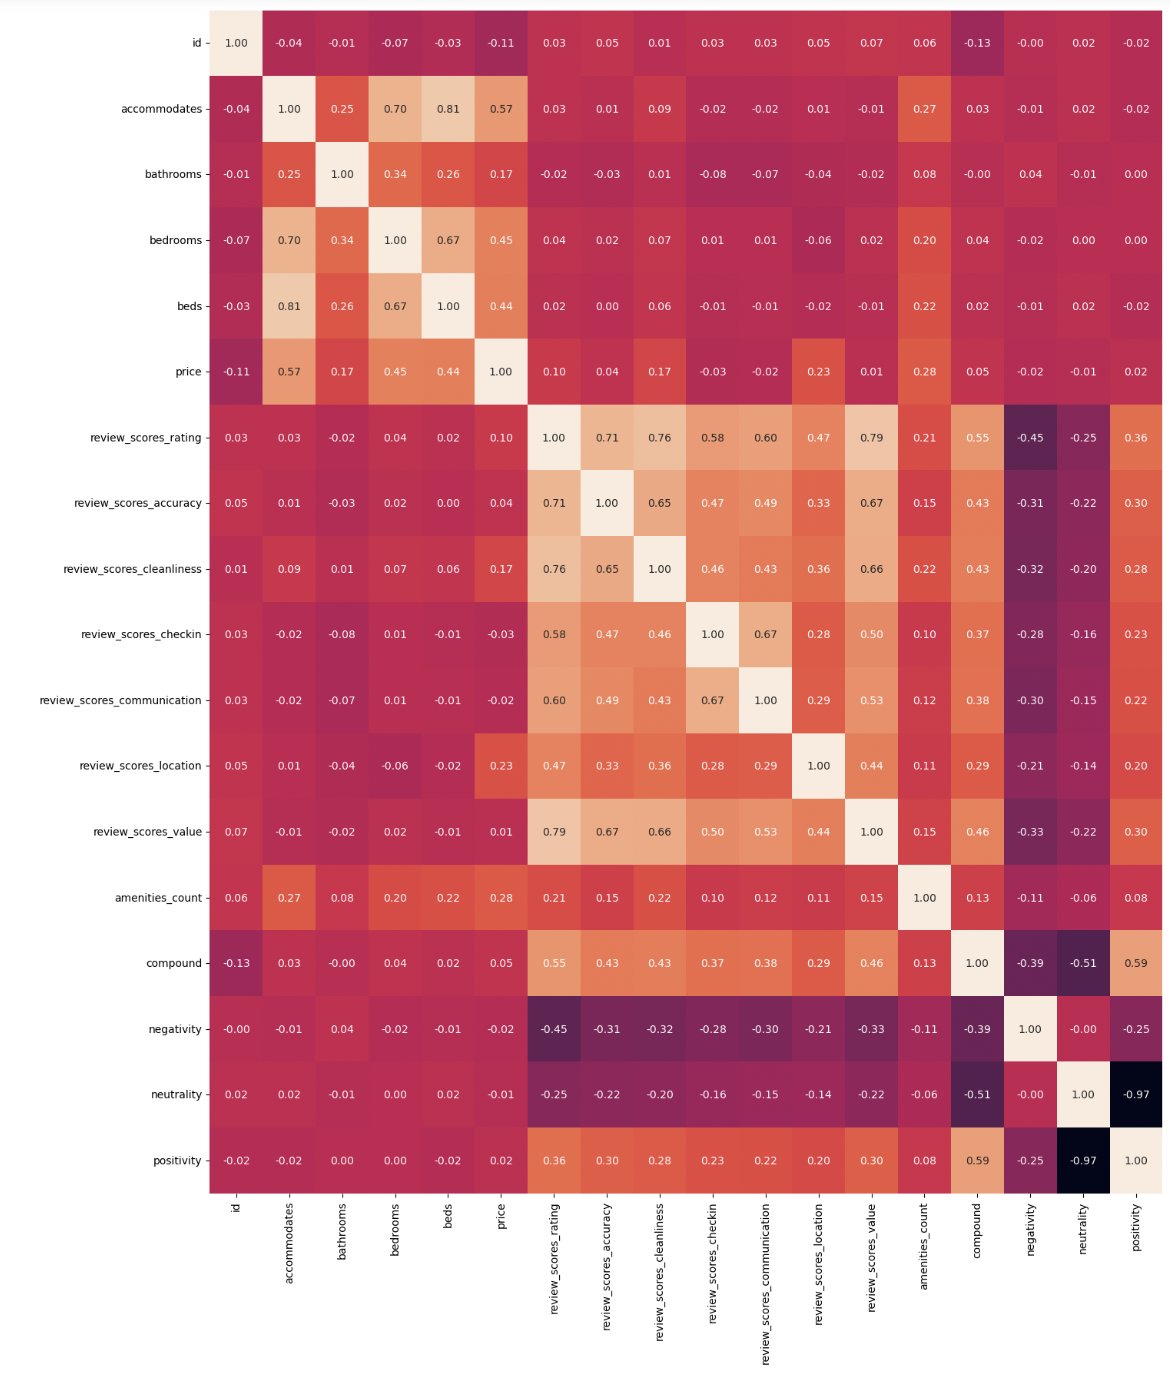 id 1.00 -0.04 -0.01 -0.07 -0.03 -0.11 0.03 0.05 0.01 0.03 0.03 0.05 0.07 0.06 -0.13 -0.00 0.02 -0.02
accommodates -0.04 1.00 0.25 0.70 0.81 0.57 0.03 0.01 0.09 -0.02 -0.02 0.01 -0.01 0.27 0.03 -0.01 0.02 -0.02
bathrooms -0.01 0.25 1.00 0.34 0.26 0.17 -0.02 -0.03 0.01 -0.08 -0.07 -0.04 -0.02 0.08 -0.00 0.04 -0.01 0.00
bedrooms -0.07 0.70 0.34 1.00 0.67 0.45 0.04 0.02 0.07 0.01 0.01 -0.06 0.02 0.20 0.04 -0.02 0.00 0.00
beds -0.03 0.81 0.26 0.67 1.00 0.44 0.02 0.00 0.06 -0.01 -0.01 -0.02 -0.01 0.22 0.02 -0.01 0.02 -0.02
price -0.11 0.57 0.17 0.45 0.44 1.00 0.10 0.04 0.17 -0.03 -0.02 0.23 0.01 0.28 0.05 -0.02 -0.01 0.02
review_scores_rating 0.03 0.03 -0.02 0.04 0.02 0.10 1.00 0.71 0.76 0.58 0.60 0.47 0.79 0.21 0.55 -0.45 -0.25 0.36
review_scores_accuracy 0.05 0.01 -0.03 0.02 0.00 0.04 0.71 1.00 0.65 0.47 0.49 0.33 0.67 0.15 0.43 -0.31 -0.22 0.30
review_scores_cleanliness 0.01 0.09 0.01 0.07 0.06 0.17 0.76 0.65 1.00 0.46 0.43 0.36 0.66 0.22 0.43 -0.32 -0.20 0.28
review_scores_checkin 0.03 -0.02 -0.08 0.01 -0.01 -0.03 0.58 0.47 0.46 1.00 0.67 0.28 0.50 0.10 0.37 -0.28 -0.16 0.23
review_scores_communication 0.03 -0.02 -0.07 0.01 -0.01 -0.02 0.60 0.49 0.43 0.67 1.00 0.29 0.53 0.12 0.38 -0.30 -0.15 0.22
review_scores_location 0.05 0.01 -0.04 -0.06 -0.02 0.23 0.47 0.33 0.36 0.28 0.29 1.00 0.44 0.11 0.29 -0.21 -0.14 0.20
review_scores_value 0.07 -0.01 -0.02 0.02 -0.01 0.01 0.79 0.67 0.66 0.50 0.53 0.44 1.00 0.15 0.46 -0.33 -0.22 0.30
amenities_count 0.06 0.27 0.08 0.20 0.22 0.28 0.21 0.15 0.22 0.10 0.12 0.11 0.15 1.00 0.13 -0.11 -0.06 0.08
compound -0.13 0.03 -0.00 0.04 0.02 0.05 0.55 0.43 0.43 0.37 0.38 0.29 0.46 0.13 1.00 -0.39 -0.51 0.59
negativity -0.00 -0.01 0.04 -0.02 -0.01 -0.02 -0.45 -0.31 -0.32 -0.28 -0.30 -0.21 -0.33 -0.11 -0.39 1.00 -0.00 -0.25
neutrality 0.02 0.02 -0.01 0.00 0.02 -0.01 -0.25 -0.22 -0.20 -0.16 -0.15 -0.14 -0.22 -0.06 -0.51 -0.00 1.00 -0.97
positivity -0.02 -0.02 0.00 0.00 -0.02 0.02 0.36 0.30 0.28 0.23 0.22 0.20 0.30 0.08 0.59 -0.25 -0.97 1.00
id
accommodates
bathrooms
bedrooms
beds
price
review_scores_rating
review_scores_accuracy
review_scores_cleanliness
review_scores_checkin
review_scores_communication
review_scores_location
review_scores_value
amenities_count
compound
negativity
neutrality
positivity